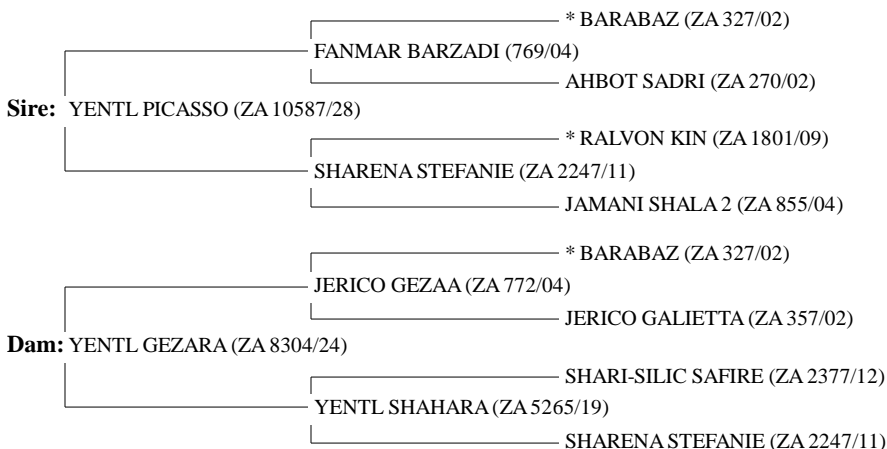 * BARABAZ (ZA 327/02)
FANMAR BARZADI (769/04)
AHBOT SADRI (ZA 270/02)
Sire: YENTL PICASSO (ZA 10587/28)
* RALVON KIN (ZA 1801/09)
SHARENA STEFANIE (ZA 2247/11)
JAMANI SHALA 2 (ZA 855/04)
* BARABAZ (ZA 327/02)
JERICO GEZAA (ZA 772/04)
JERICO GALIETTA (ZA 357/02)
Dam: YENTL GEZARA (ZA 8304/24)
SHARI-SILIC SAFIRE (ZA 2377/12)
YENTL SHAHARA (ZA 5265/19)
SHARENA STEFANIE (ZA 2247/11)